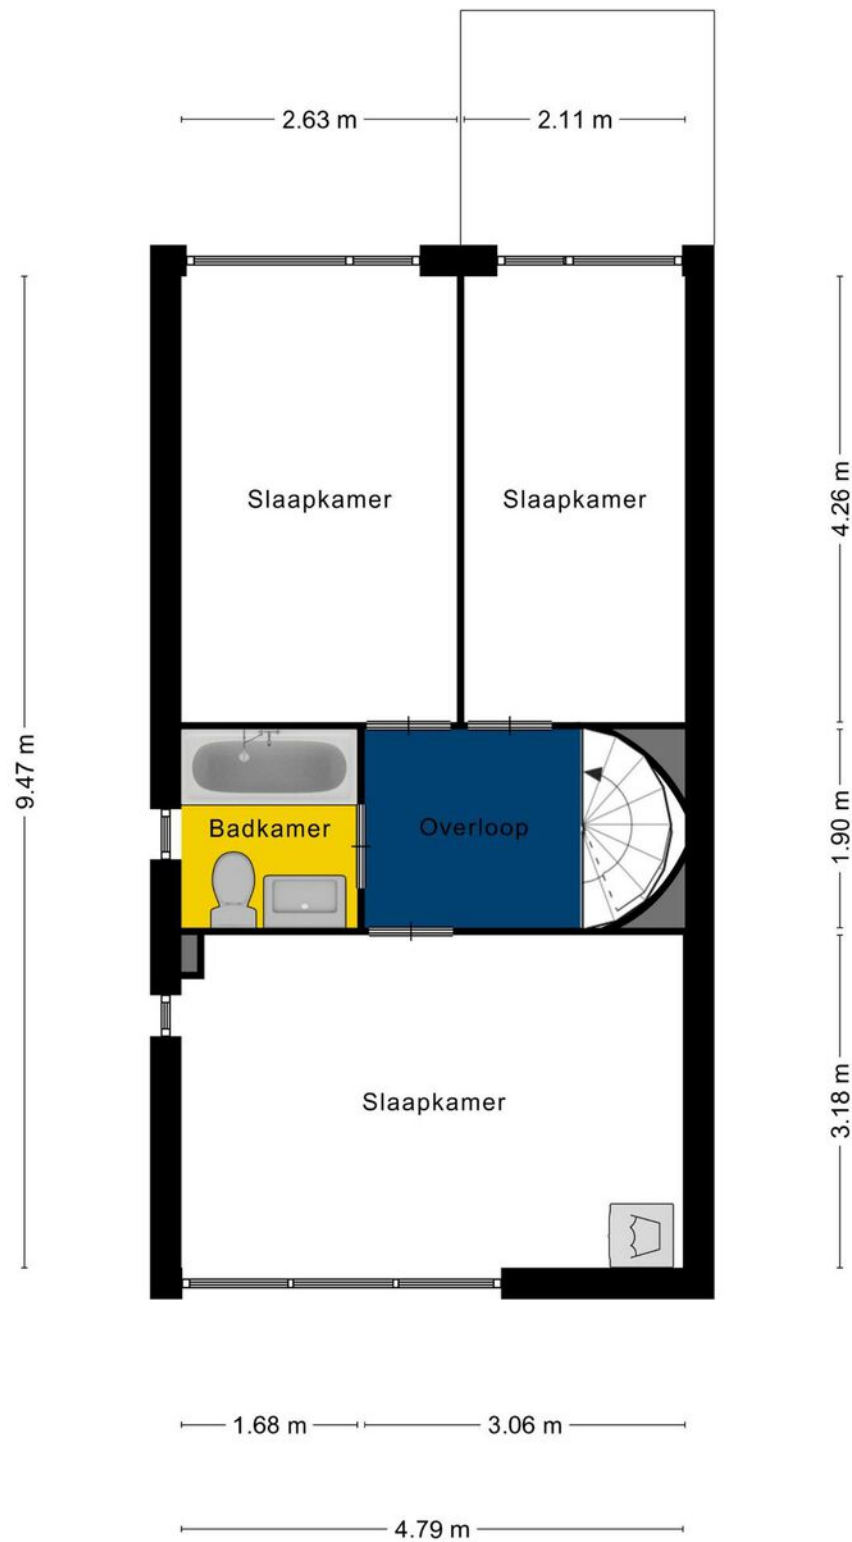 2.63 m
2.11 m
Slaapkamer
Slaapkamer
4.26 m
9.47 m
Badkamer
Overloop
1.90 m
Slaapkamer
3.18 m
1.68 m
3.06 m
4.79 m